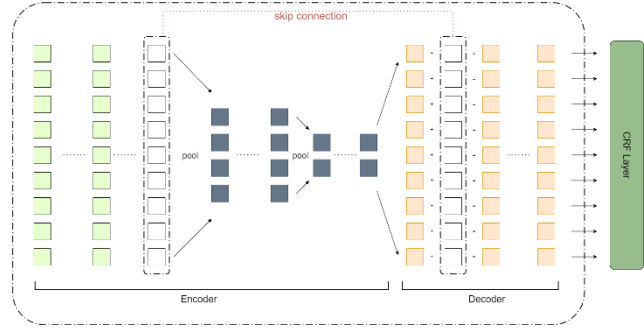 skip connection
pool
pool
CRF Layer
Encoder
Decoder